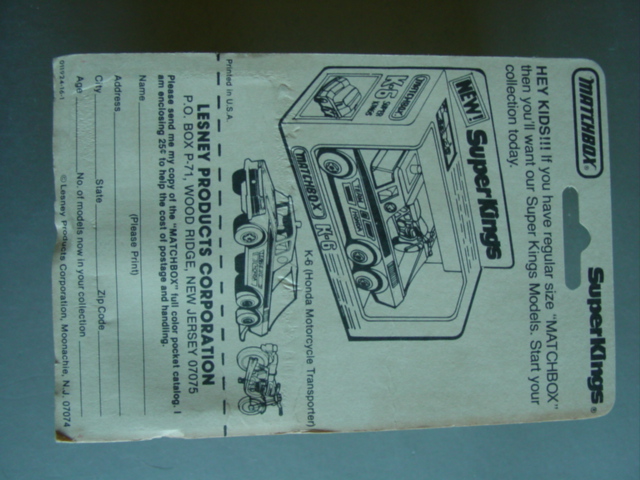 MATCHBOX®
SuperKings®
HEY KIDS!!! If you have regular size "MATCHBOX"
then you'll want our Super Kings Models. Start your
collection today.
NEW! SuperKings
MATCHBOX
K-6
SUPER
KINGS
MATCHBOX K-6
K-6 (Honda Motorcycle Transporter)
Printed in U.S.A.
LESNEY PRODUCTS CORPORATION
P.O. BOX P-71, WOOD RIDGE, NEW JERSEY 07075
Please send me my copy of the "MATCHBOX" full color pocket catalog. I
am enclosing 25¢ to help the cost of postage and handling.
Name
(Please Print)
Address
City State Zip Code
Age No. of models now in your collection
© Lesney Products Corporation, Moonachie, N.J. 07074